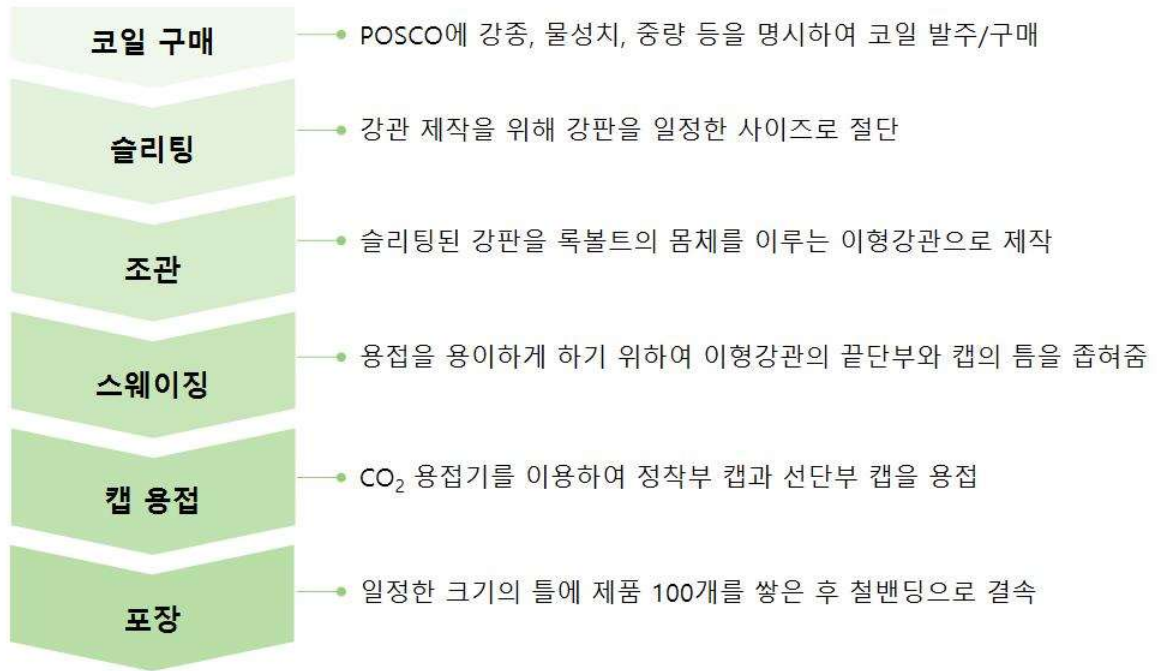 코일 구매
POSCO에 강종, 물성치, 중량 등을 명시하여 코일 발주/구매
슬리팅
강관 제작을 위해 강판을 일정한 사이즈로 절단
조관
슬리팅된 강판을 록볼트의 몸체를 이루는 이형강관으로 제작
스웨이징
용접을 용이하게 하기 위하여 이형강관의 끝단부와 캡의 틈을 좁혀줌
캡 용접
CO₂ 용접기를 이용하여 정착부 캡과 선단부 캡을 용접
포장
일정한 크기의 틀에 제품 100개를 쌓은 후 철밴딩으로 결속